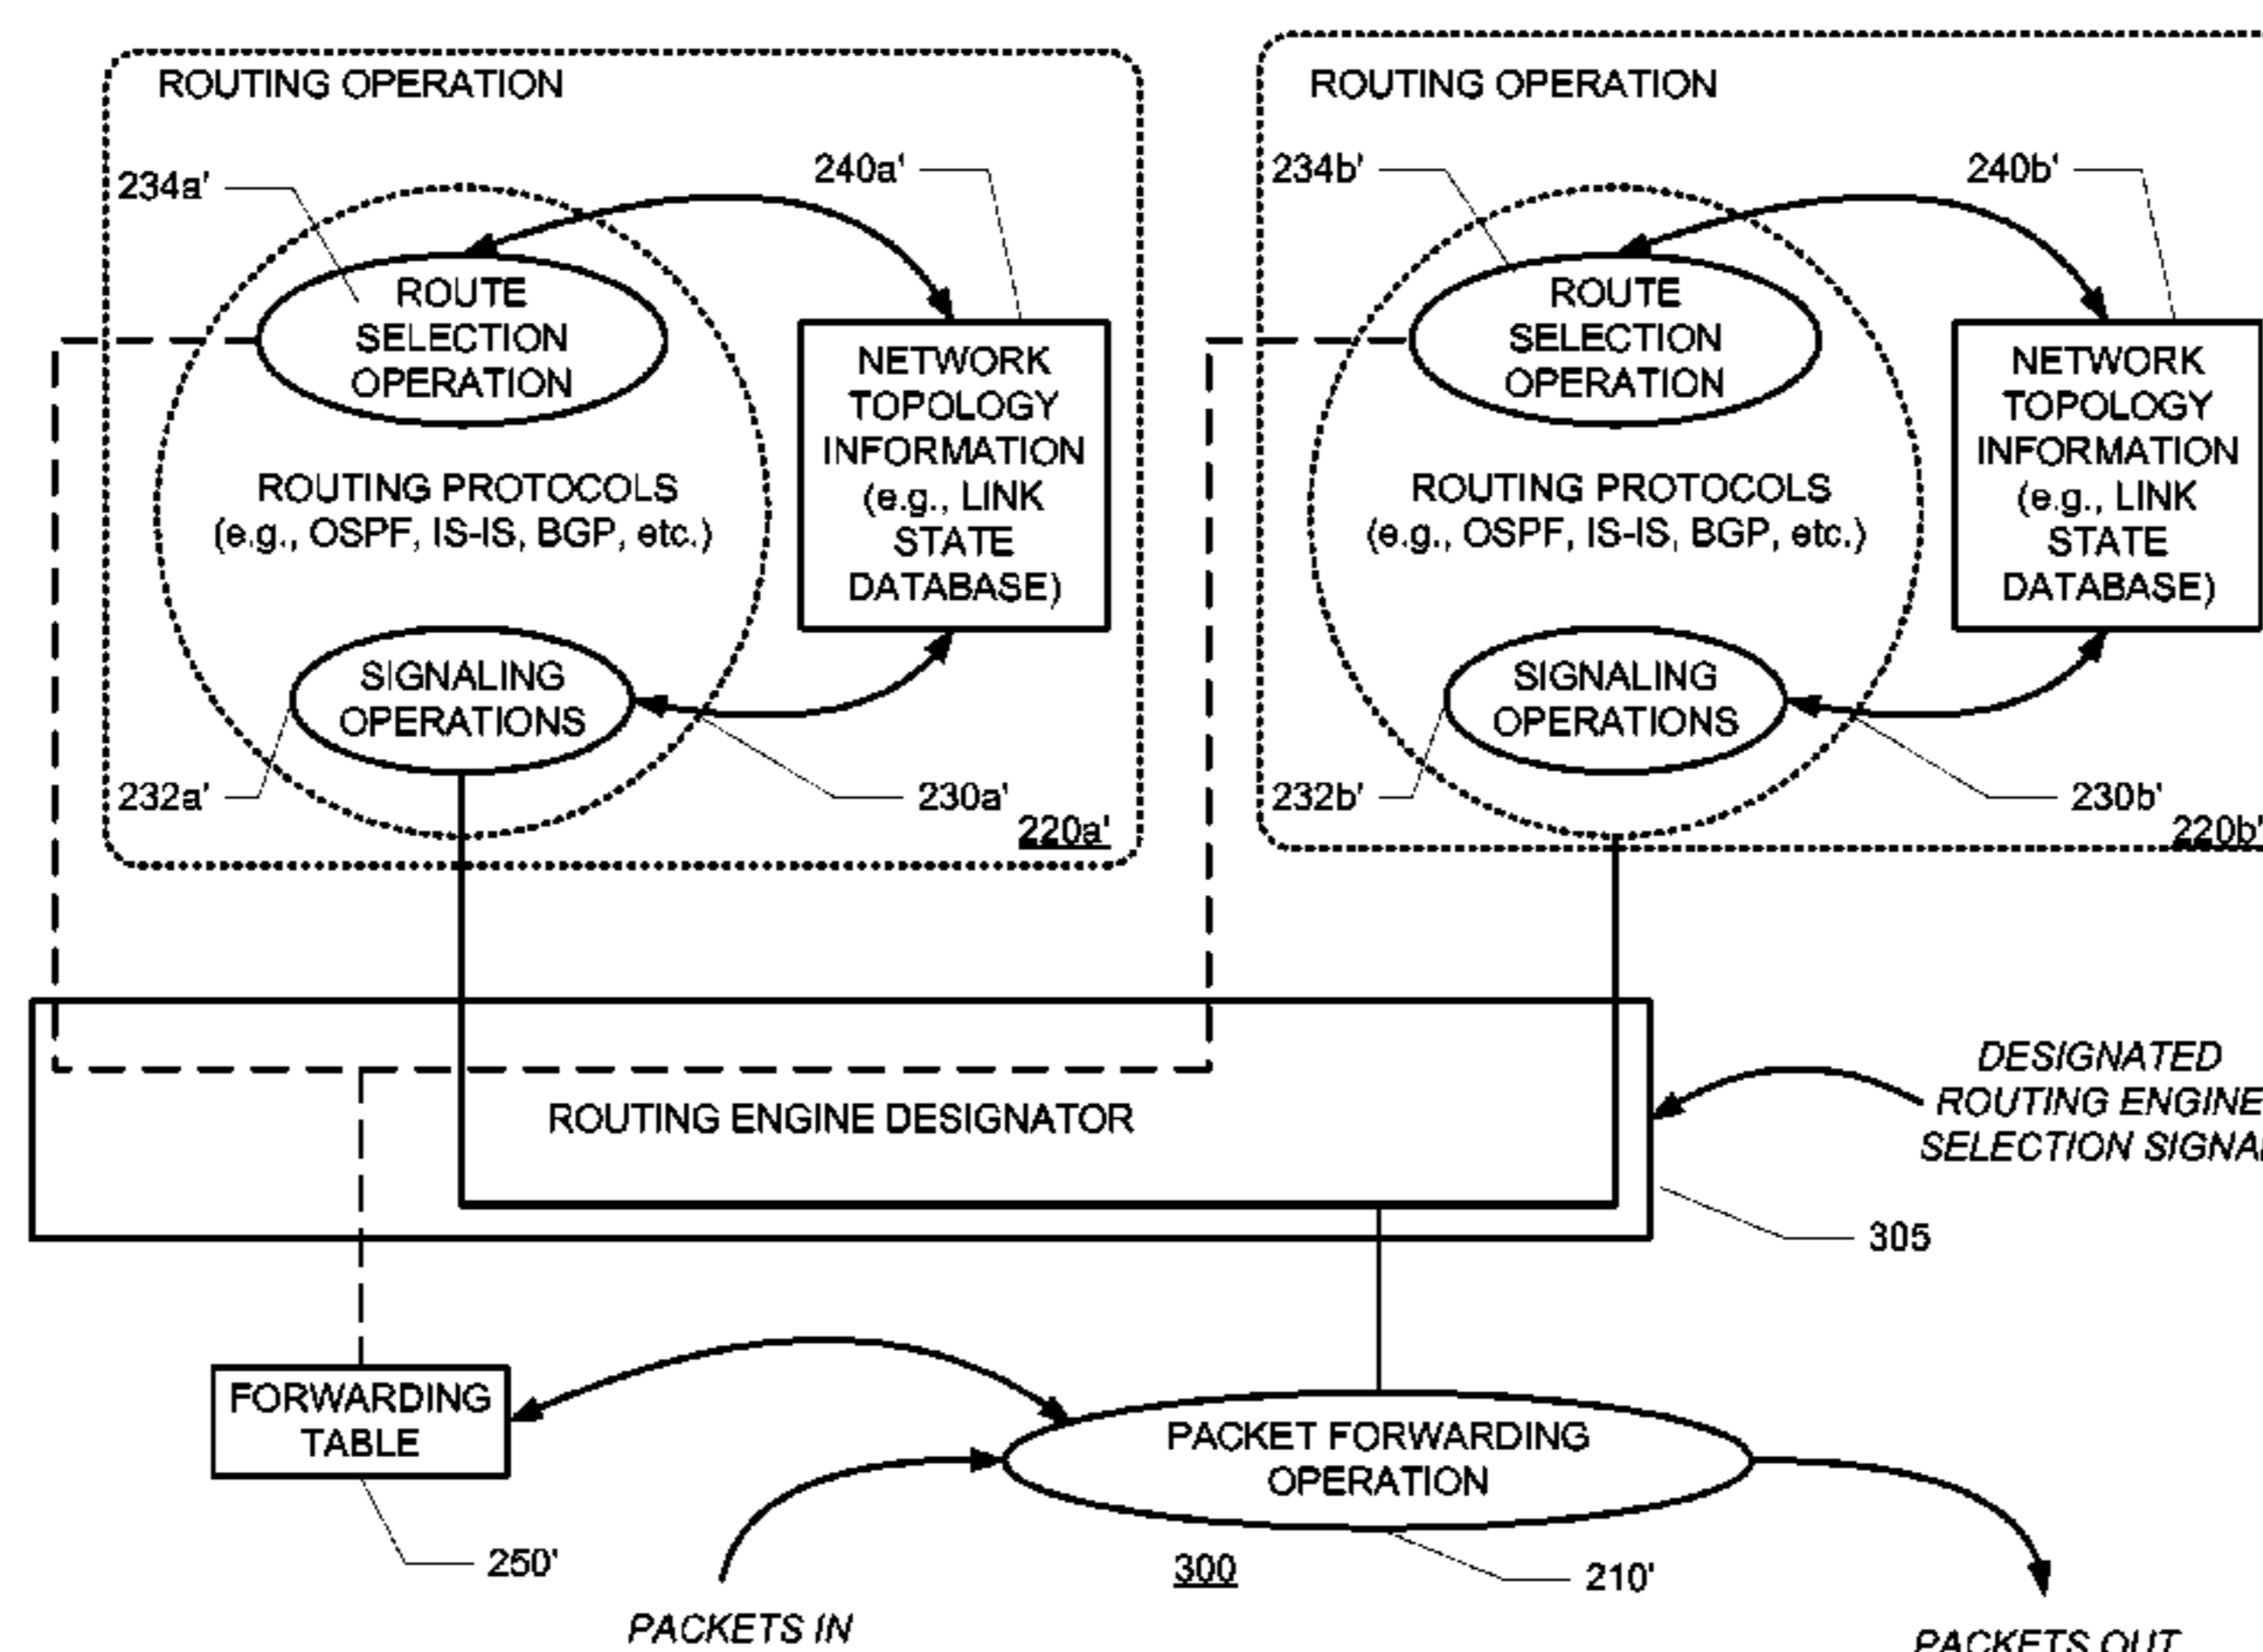 ROUTING OPERATION
234a'
240a'
ROUTE
SELECTION
OPERATION
NETWORK
TOPOLOGY
INFORMATION
(e.g., LINK
STATE
DATABASE)
ROUTING PROTOCOLS
(e.g., OSPF, IS-IS, BGP, etc.)
SIGNALING
OPERATIONS
232a'
230a'
220a'
ROUTING OPERATION
234b'
240b'
ROUTE
SELECTION
OPERATION
NETWORK
TOPOLOGY
INFORMATION
(e.g., LINK
STATE
DATABASE)
ROUTING PROTOCOLS
(e.g., OSPF, IS-IS, BGP, etc.)
SIGNALING
OPERATIONS
232b'
230b'
220b'
ROUTING ENGINE DESIGNATOR
DESIGNATED
ROUTING ENGINE
SELECTION
305
FORWARDING
TABLE
250'
PACKET FORWARDING
OPERATION
210'
300
PACKETS IN
PACKETS OUT